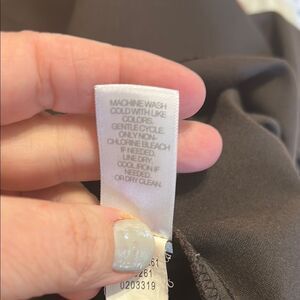 MACHINE WASH
COLD WITH LIKE
COLORS.
GENTLE CYCLE.
ONLY NON-
CHLORINE BLEACH
IF NEEDED.
LINE DRY.
COOL IRON IF
NEEDED.
OR DRY CLEAN.
0203319